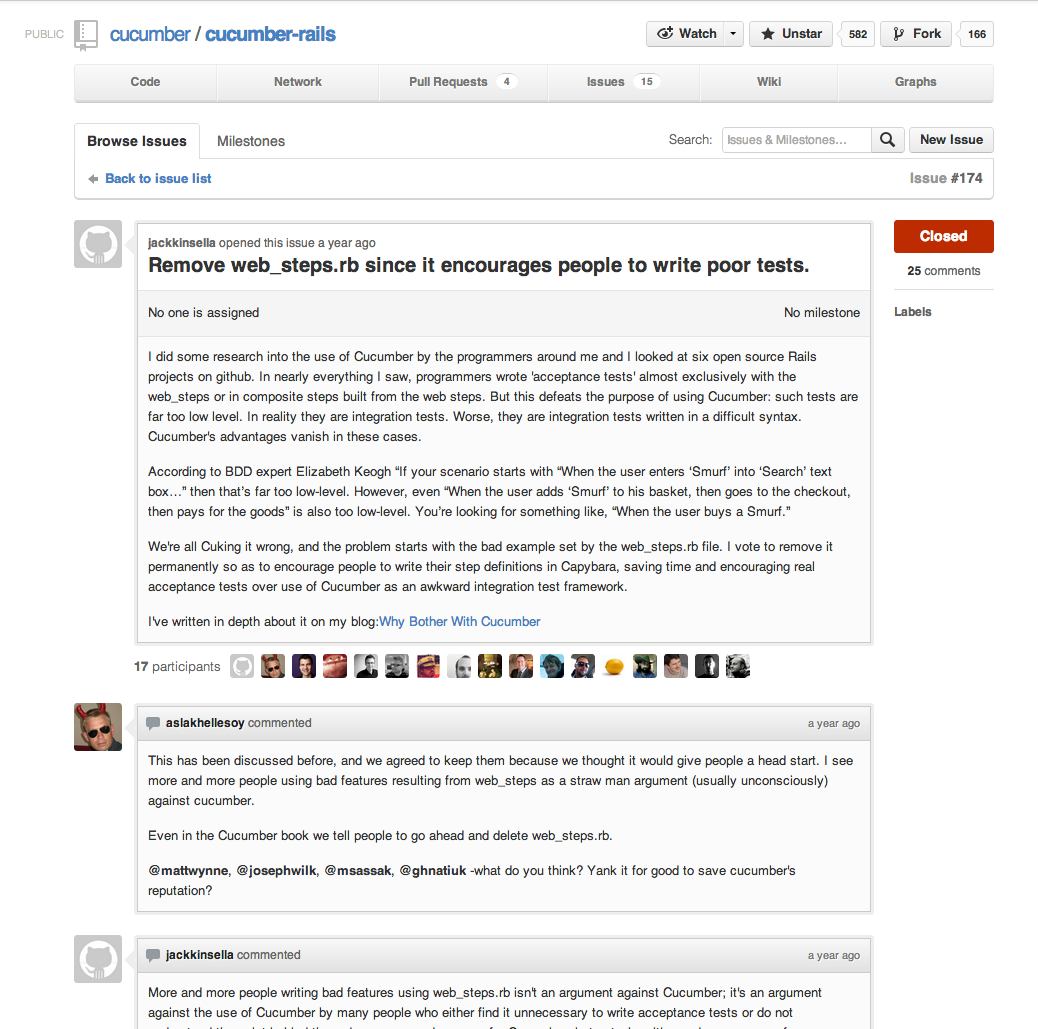 PUBLIC cucumber / cucumber-rails Watch Unstar 582 Fork 166
Code Network Pull Requests 4 Issues 15 Wiki Graphs
Browse Issues Milestones Search: Issues & Milestones... New Issue
Back to issue list Issue #174
jackkinsella opened this issue a year ago
Remove web_steps.rb since it encourages people to write poor tests.
Closed
25 comments
No one is assigned No milestone
Labels
I did some research into the use of Cucumber by the programmers around me and I looked at six open source Rails
projects on github. In nearly everything I saw, programmers wrote 'acceptance tests' almost exclusively with the
web_steps or in composite steps built from the web steps. But this defeats the purpose of using Cucumber: such tests are
far too low level. In reality they are integration tests. Worse, they are integration tests written in a difficult syntax.
Cucumber's advantages vanish in these cases.
According to BDD expert Elizabeth Keogh “If your scenario starts with “When the user enters ‘Smurf’ into ‘Search’ text
box…” then that’s far too low-level. However, even “When the user adds ‘Smurf’ to his basket, then goes to the checkout,
then pays for the goods” is also too low-level. You’re looking for something like, “When the user buys a Smurf.”
We're all Cuking it wrong, and the problem starts with the bad example set by the web_steps.rb file. I vote to remove it
permanently so as to encourage people to write their step definitions in Capybara, saving time and encouraging real
acceptance tests over use of Cucumber as an awkward integration test framework.
I've written in depth about it on my blog:Why Bother With Cucumber
17 participants
aslakhellesoy commented a year ago
This has been discussed before, and we agreed to keep them because we thought it would give people a head start. I see
more and more people using bad features resulting from web_steps as a straw man argument (usually unconsciously)
against cucumber.
Even in the Cucumber book we tell people to go ahead and delete web_steps.rb.
@mattwynne, @josephwilk, @msassak, @ghnatiuk -what do you think? Yank it for good to save cucumber's
reputation?
jackkinsella commented a year ago
More and more people writing bad features using web_steps.rb isn't an argument against Cucumber; it's an argument
against the use of Cucumber by many people who either find it unnecessary to write acceptance tests or do not